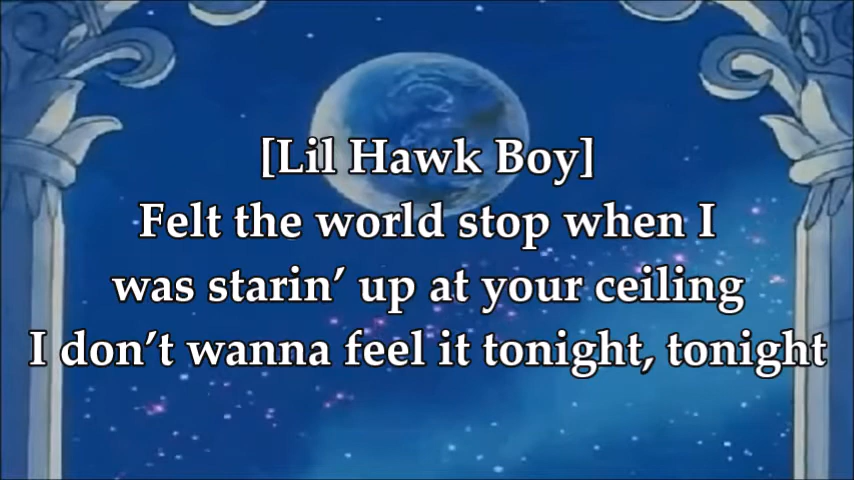 [Lil Hawk Boy]
Felt the world stop when I
was starin’ up at your ceiling
I don’t wanna feel it tonight, tonight